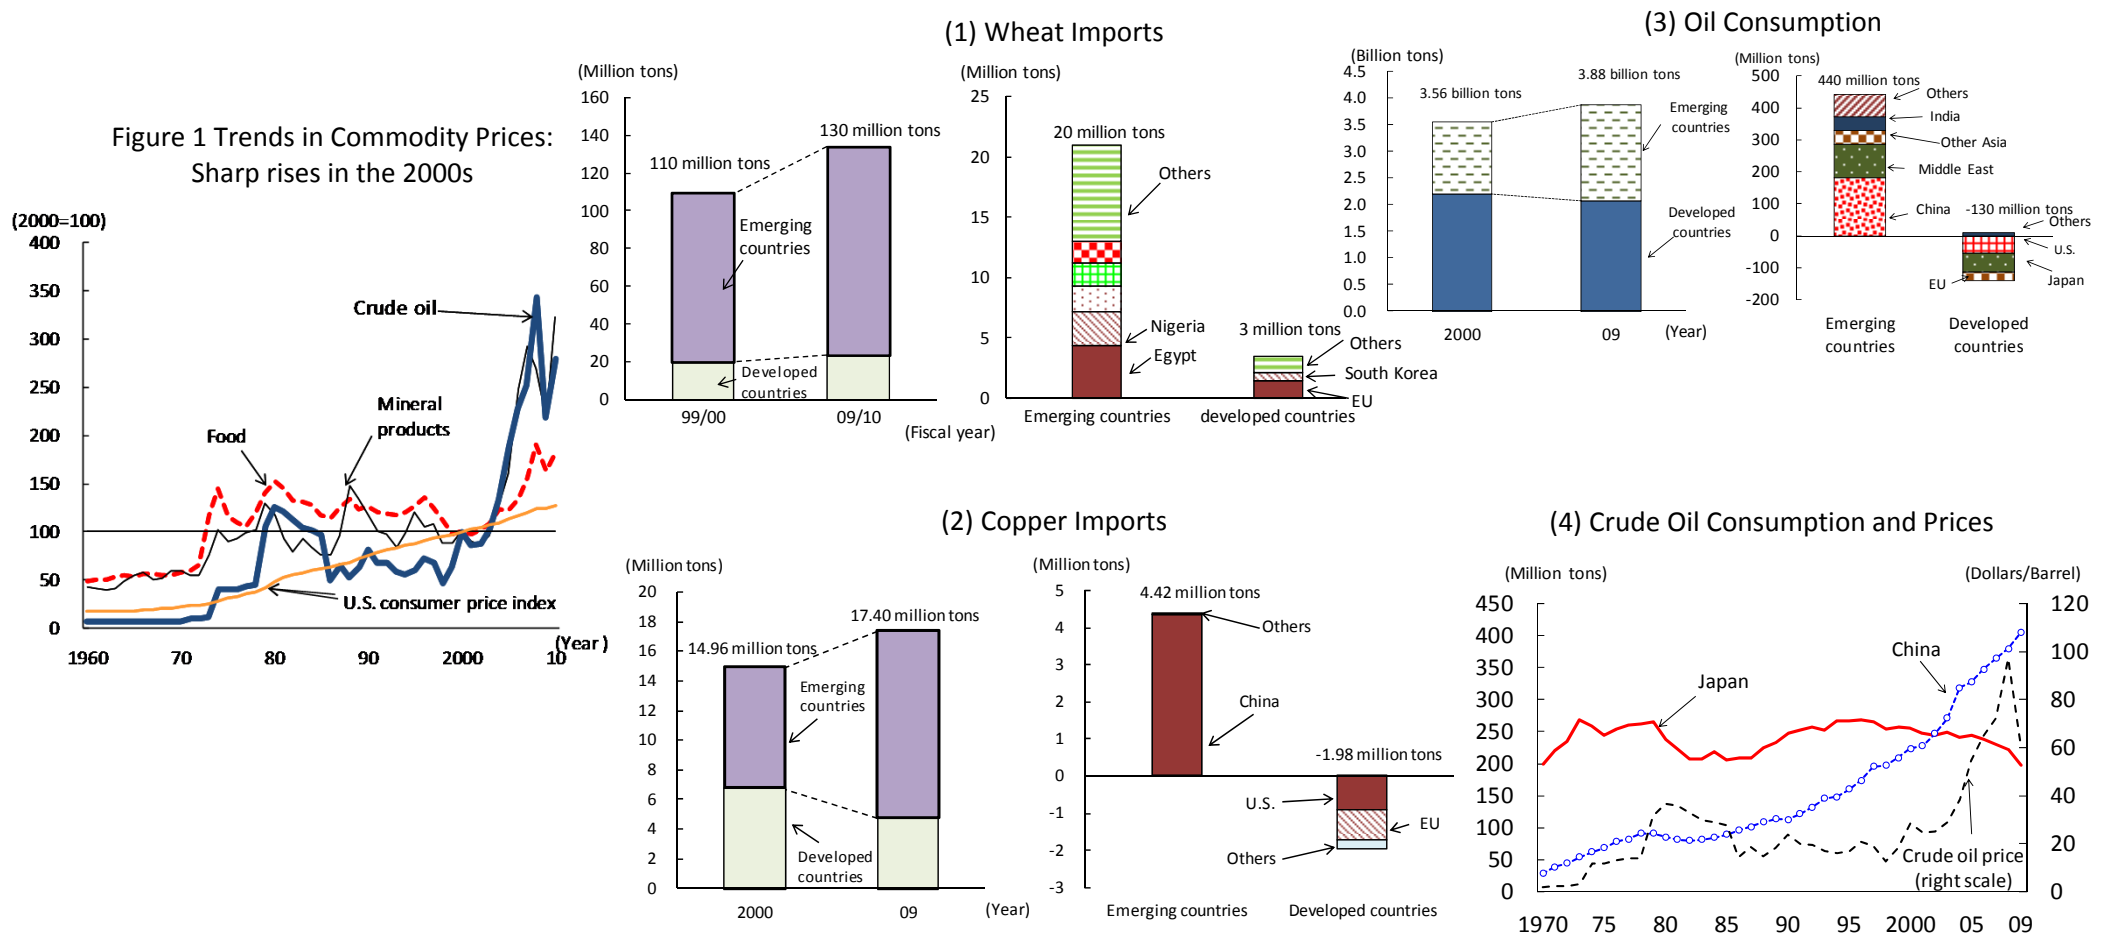 Figure 1 Trends in Commodity Prices:
Sharp rises in the 2000s
(2000=100)
400
350
300
250
200
150
100
50
0
Crude oil
Mineral
products
Food
U.S. consumer price index
1960
70
80
90
2000
10
(Year )
(1) Wheat Imports
(Million tons)
160
140
120
100
80
60
40
20
0
110 million tons
130 million tons
Emerging
countries
Developed
countries
99/00
09/10
(Fiscal year)
(Million tons)
25
20
15
10
5
0
20 million tons
Others
Nigeria
Egypt
3 million tons
Others
South Korea
EU
Emerging countries
developed countries
(2) Copper Imports
(Million tons)
20
18
16
14
12
10
8
6
4
2
0
14.96 million tons
17.40 million tons
Emerging
countries
Developed
countries
2000
09
(Year)
(Million tons)
5
4
3
2
1
0
-1
-2
-3
4.42 million tons
Others
China
-1.98 million tons
U.S.
EU
Others
Emerging countries
Developed countries
(3) Oil Consumption
(Billion tons)
4.5
4.0
3.5
3.0
2.5
2.0
1.5
1.0
0.5
0.0
3.56 billion tons
3.88 billion tons
Emerging
countries
Developed
countries
2000
09
(Year)
(Million tons)
500
400
300
200
100
0
-100
-200
440 million tons
Others
India
Other Asia
Middle East
China
-130 million tons
Others
U.S.
Japan
EU
Emerging
countries
Developed
countries
(4) Crude Oil Consumption and Prices
(Million tons)
(Dollars/Barrel)
450
400
350
300
250
200
150
100
50
0
120
100
80
60
40
20
0
China
Japan
Crude oil price
(right scale)
1970
75
80
85
90
95
2000
05
09